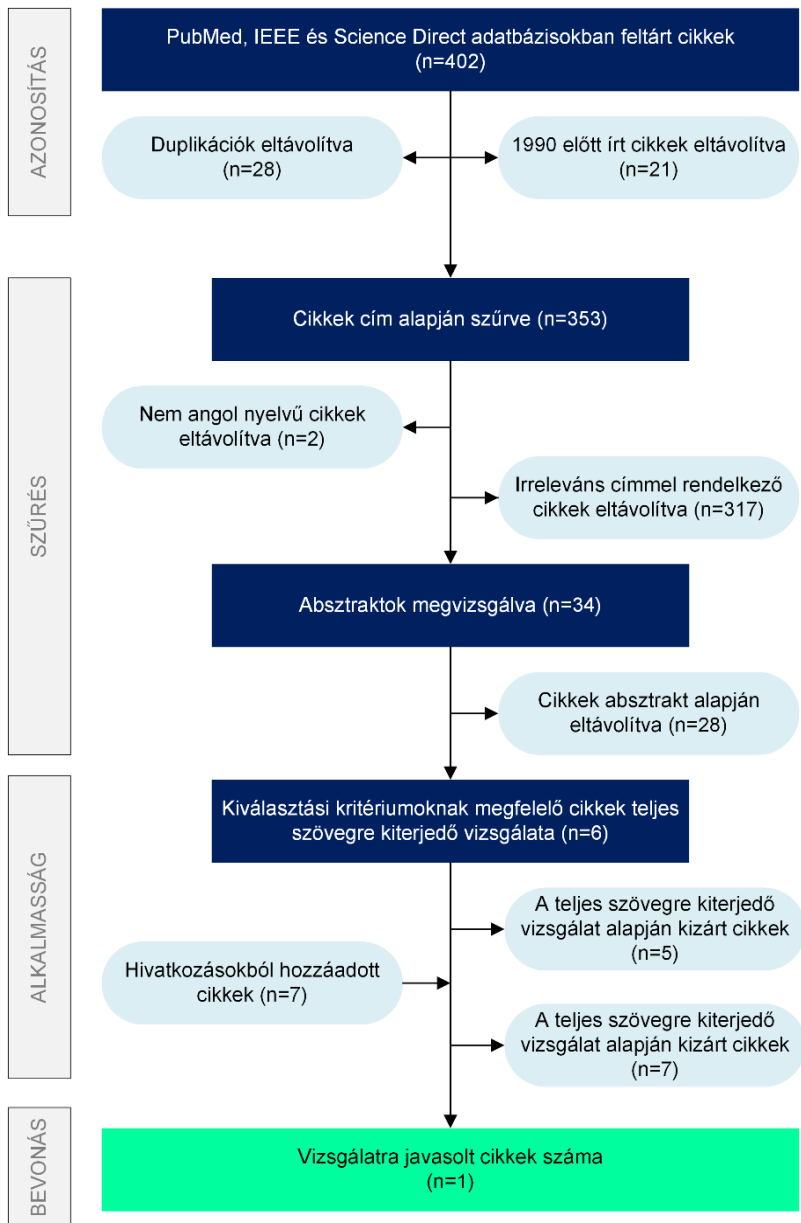 AZONOSÍTÁS
PubMed, IEEE és Science Direct adatbázisokban feltárt cikkek
(n=402)
Duplikációk eltávolítva
(n=28)
1990 előtt írt cikkek eltávolítva
(n=21)
SZŰRÉS
Cikkek cím alapján szűrve (n=353)
Nem angol nyelvű cikkek
eltávolítva (n=2)
Irreleváns címmel rendelkező
cikkek eltávolítva (n=317)
Absztraktok megvizsgálva (n=34)
Cikkek absztrakt alapján
eltávolítva (n=28)
ALKALMASSÁG
Kiválasztási kritériumoknak megfelelő cikkek teljes
szövegre kiterjedő vizsgálata (n=6)
A teljes szövegre kiterjedő
vizsgálat alapján kizárt cikkek
(n=5)
Hivatkozásokból hozzáadott
cikkek (n=7)
A teljes szövegre kiterjedő
vizsgálat alapján kizárt cikkek
(n=7)
BEVONÁS
Vizsgálatra javasolt cikkek száma
(n=1)